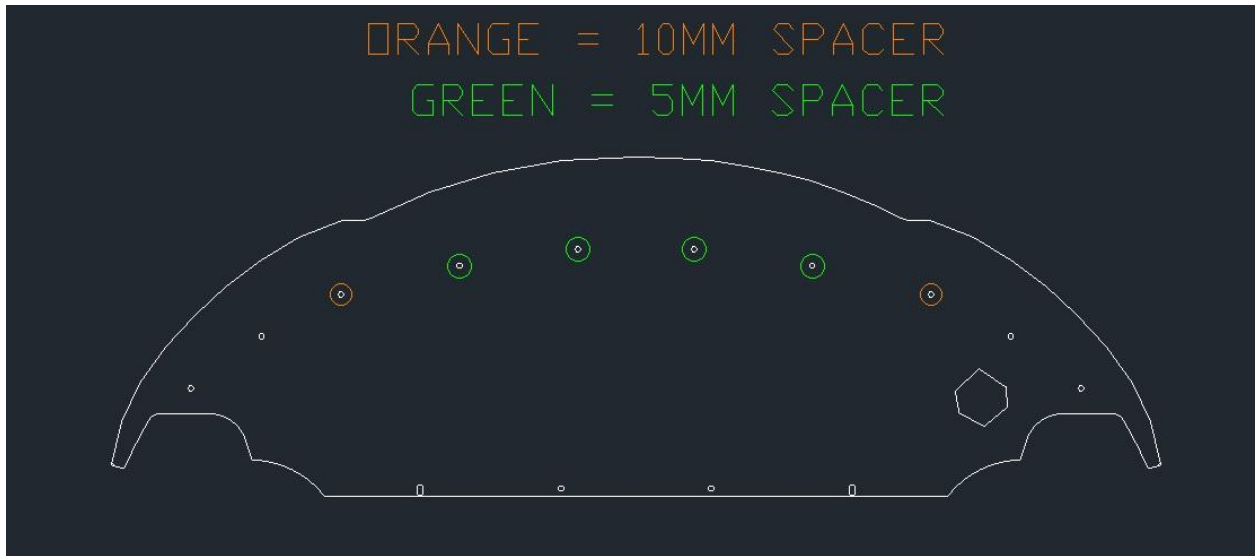 ORANGE = 10MM SPACER
GREEN = 5MM SPACER